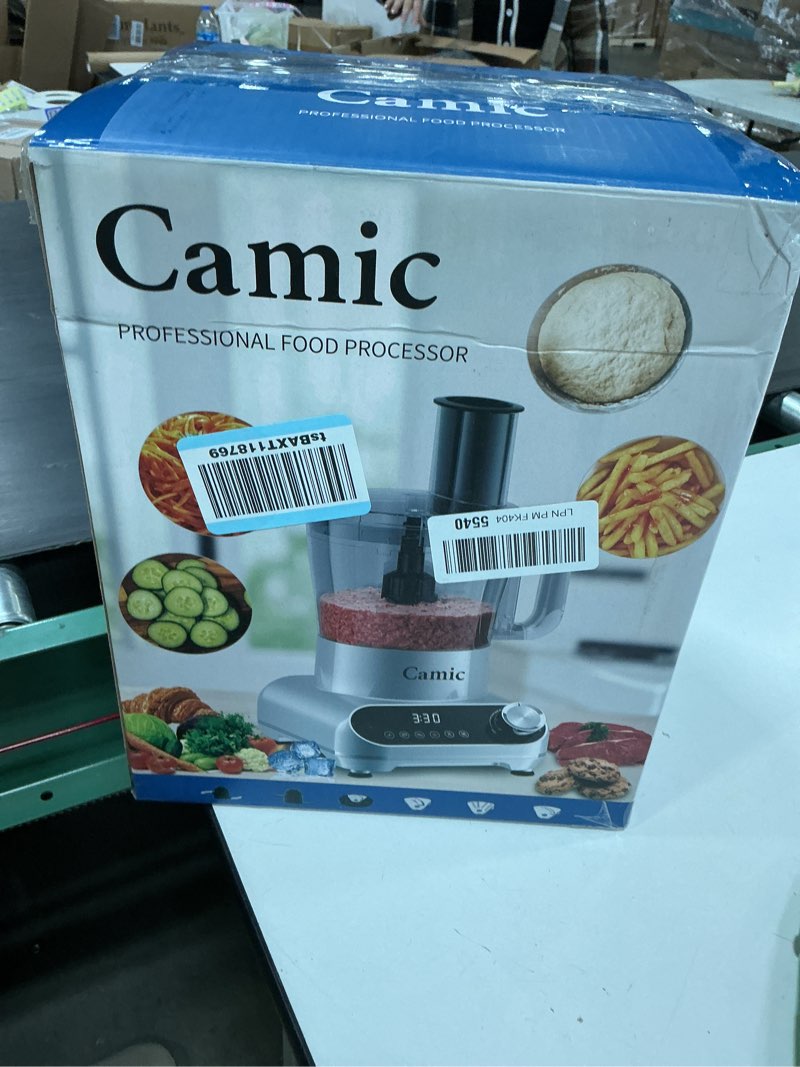 Camic
PROFESSIONAL FOOD PROCESSOR
Camic
PROFESSIONAL FOOD PROCESSOR
tsBAXT118769
LPN PM FK404 5540
Camic
3:30